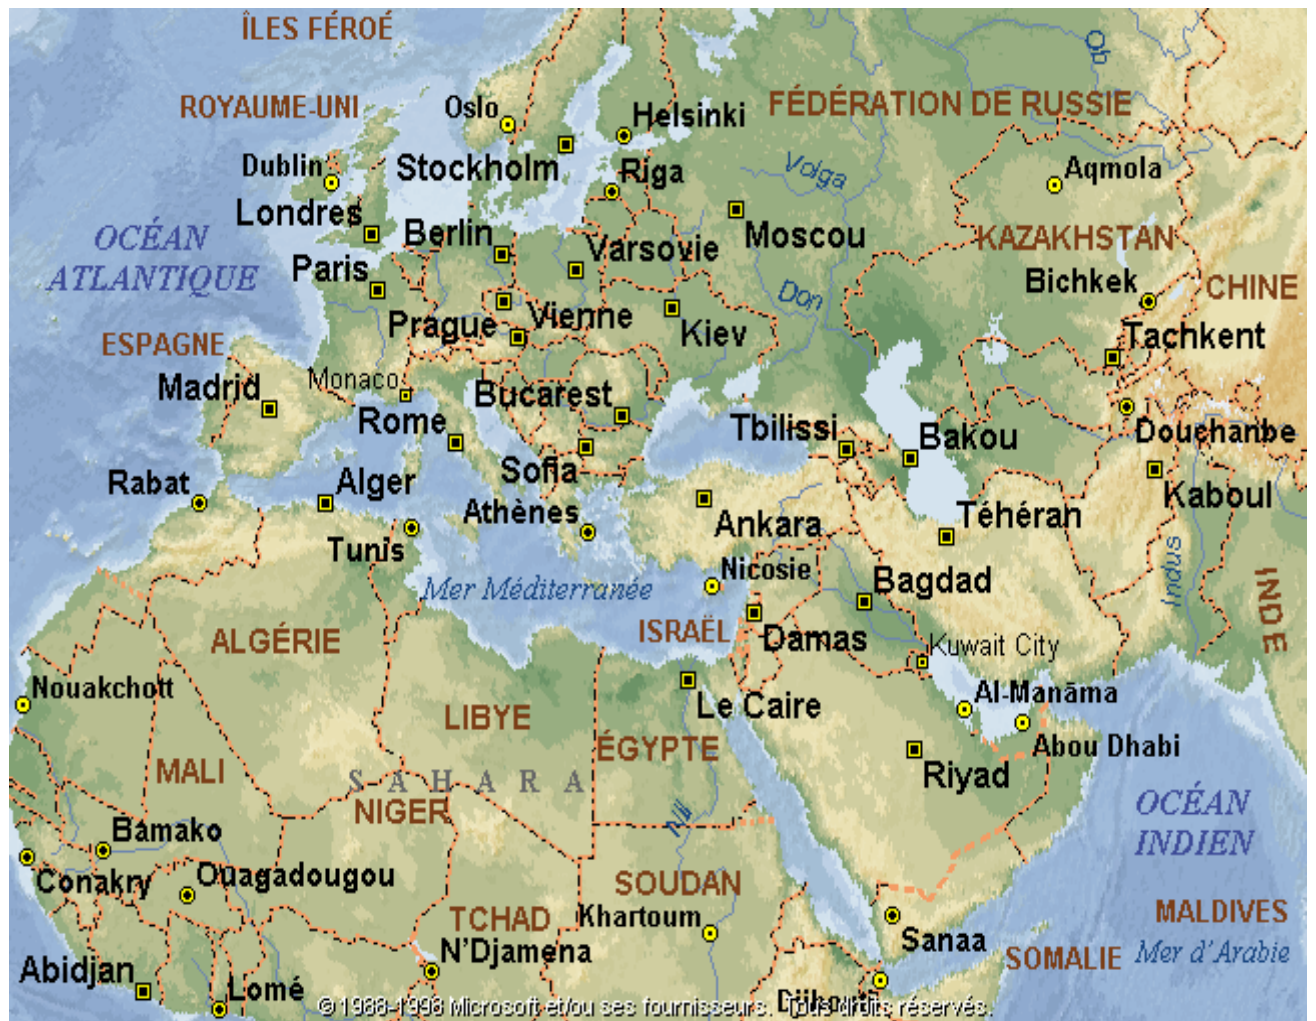 ÎLES FÉROÉ
ROYAUME-UNI
Oslo
Helsinki
FÉDÉRATION DE RUSSIE
Ob
Dublin
Stockholm
Riga
Volga
Aqmola
Londres
Berlin
Varsovie
Moscou
KAZAKHSTAN
OCÉAN
ATLANTIQUE
Paris
Don
Bichkek
CHINE
Prague
Vienne
Kiev
Tachkent
ESPAGNE
Madrid
Monaco
Bucarest
Rome
Tbilissi
Bakou
Douchanbe
Sofia
Rabat
Alger
Athènes
Ankara
Téhéran
Kaboul
Tunis
Nicosie
Bagdad
Indus
INDE
Mer Méditerranée
ALGÉRIE
ISRAËL
Damas
Kuwait City
Nouakchott
Le Caire
Al-Manāma
LIBYE
ÉGYPTE
Abou Dhabi
MALI
SAHARA
Riyad
NIGER
Nil
OCÉAN
INDIEN
Bamako
Conakry
Ouagadougou
SOUDAN
TCHAD
Khartoum
MALDIVES
Sanaa
N'Djamena
SOMALIE
Mer d'Arabie
Abidjan
Lomé
Djibouti
© 1988-1998 Microsoft et/ou ses fournisseurs. Tous droits réservés.